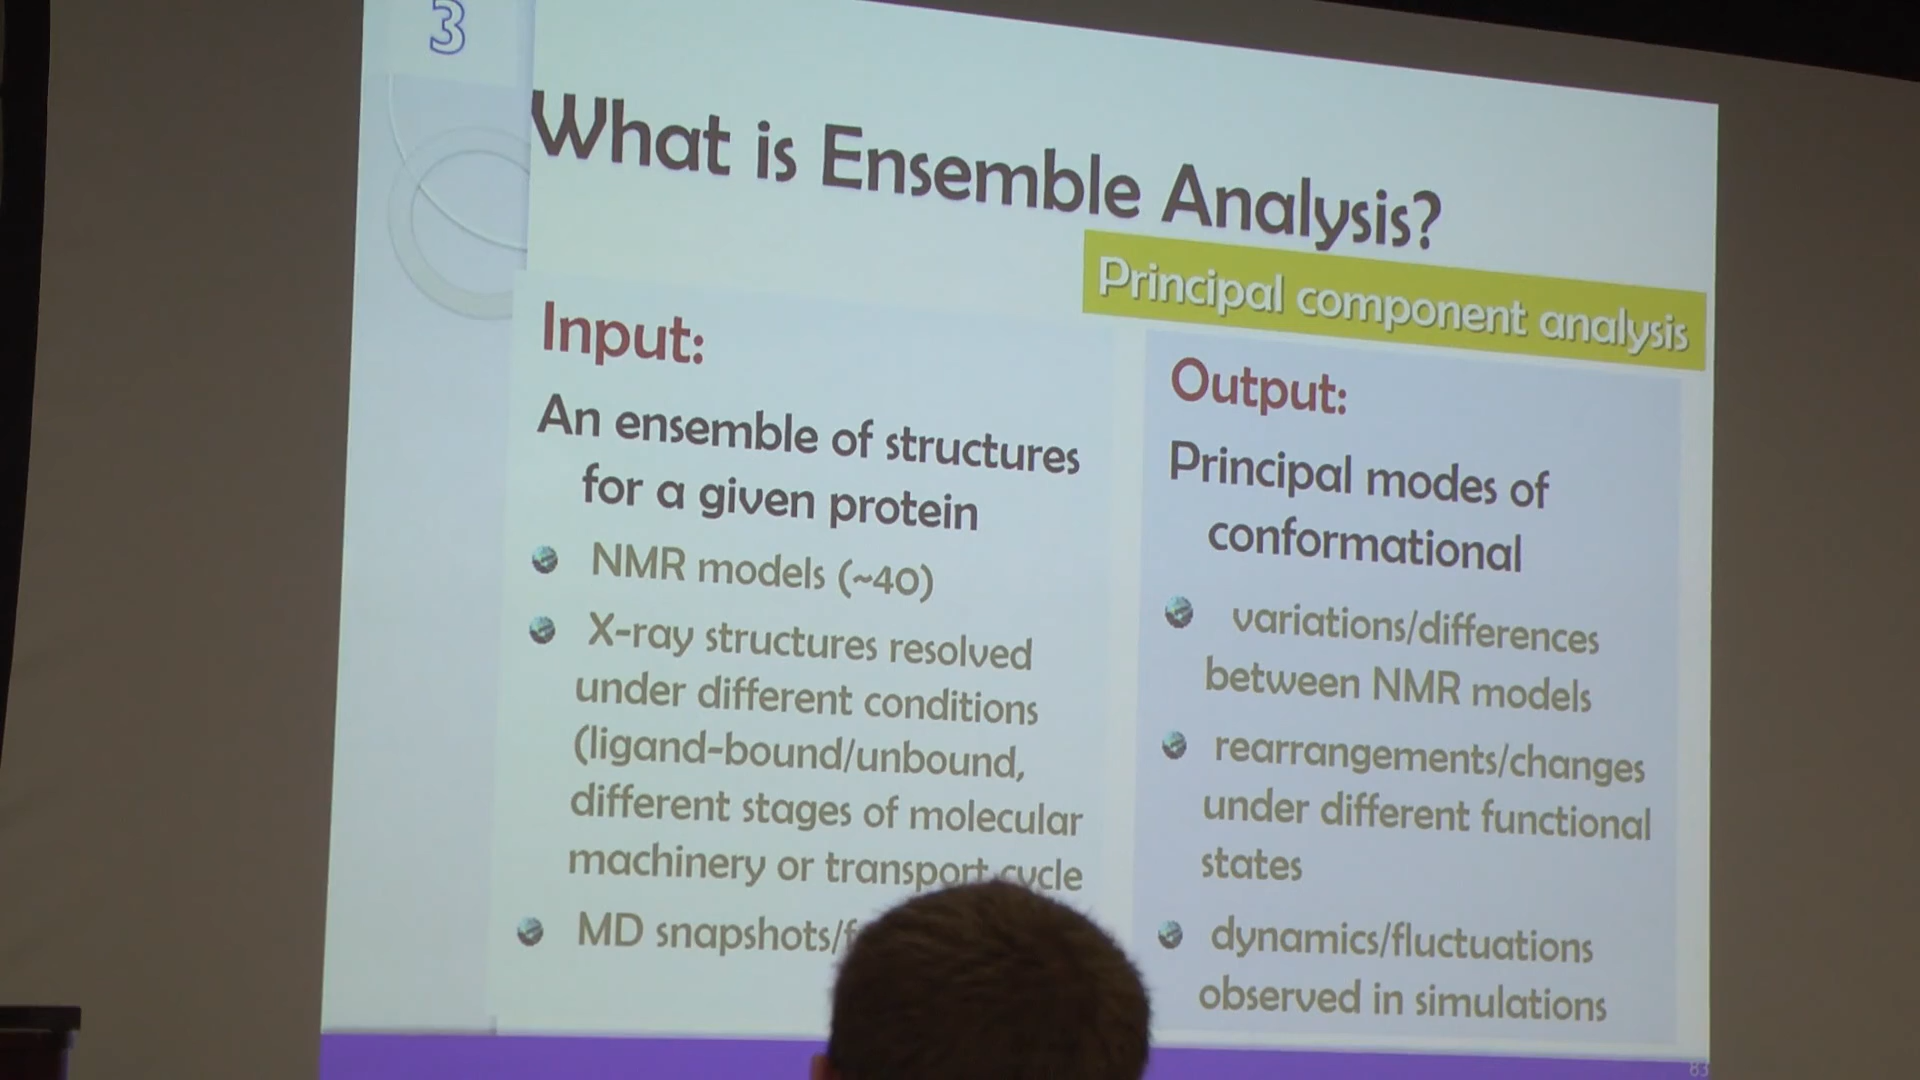 3
What is Ensemble Analysis?
Principal component analysis
Input:
An ensemble of structures
for a given protein
NMR models (~40)
X-ray structures resolved
under different conditions
(ligand-bound/unbound,
different stages of molecular
machinery or transport cycle
MD snapshots/
Output:
Principal modes of
conformational
variations/differences
between NMR models
rearrangements/changes
under different functional
states
dynamics/fluctuations
observed in simulations
83